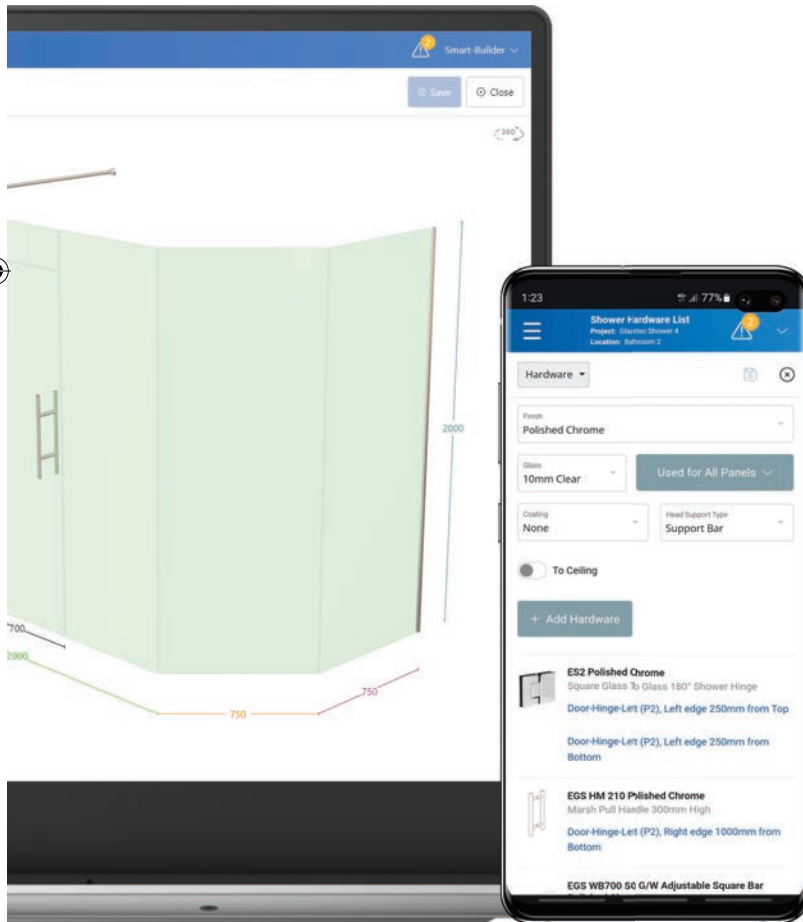 2
Smart-Builder
Save
Close
360°
2000
700
2000
750
750
1:23
77%
Shower Hardware List
2
Project: Glasstec Shower 4
Location: Bathroom 2
Hardware
Finish
Polished Chrome
Glass
10mm Clear
Used for All Panels
Coating
None
Head Support Type
Support Bar
To Ceiling
+ Add Hardware
ES2 Polished Chrome
Square Glass To Glass 180° Shower Hinge
Door-Hinge-Left (P2), Left edge 250mm from Top
Door-Hinge-Left (P2), Left edge 250mm from
Bottom
EGS HM 210 Polished Chrome
Marsh Pull Handle 300mm High
Door-Hinge-Left (P2), Right edge 1000mm from
Bottom
EGS WB700 SQ G/W Adjustable Square Bar